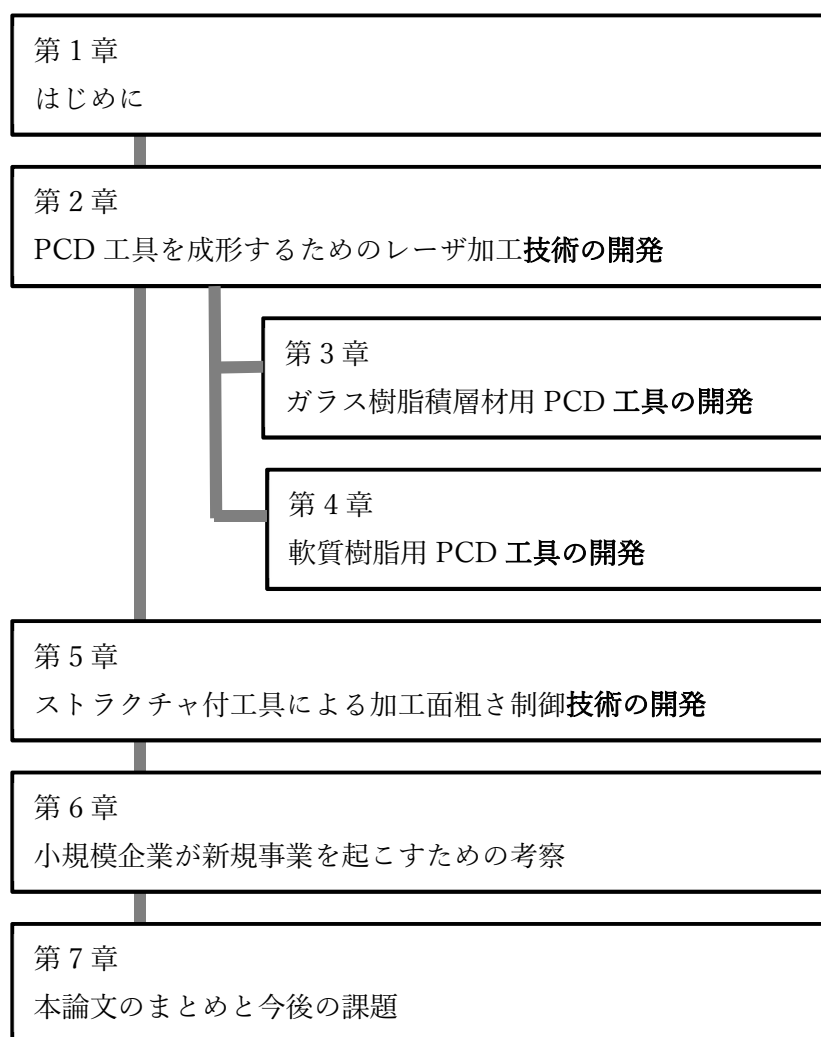 第 1 章
はじめに
第 2 章
PCD 工具を成形するためのレーザ加工技術の開発
第 3 章
ガラス樹脂積層材用 PCD 工具の開発
第 4 章
軟質樹脂用 PCD 工具の開発
第 5 章
ストラクチャ付工具による加工面粗さ制御技術の開発
第 6 章
小規模企業が新規事業を起こすための考察
第 7 章
本論文のまとめと今後の課題